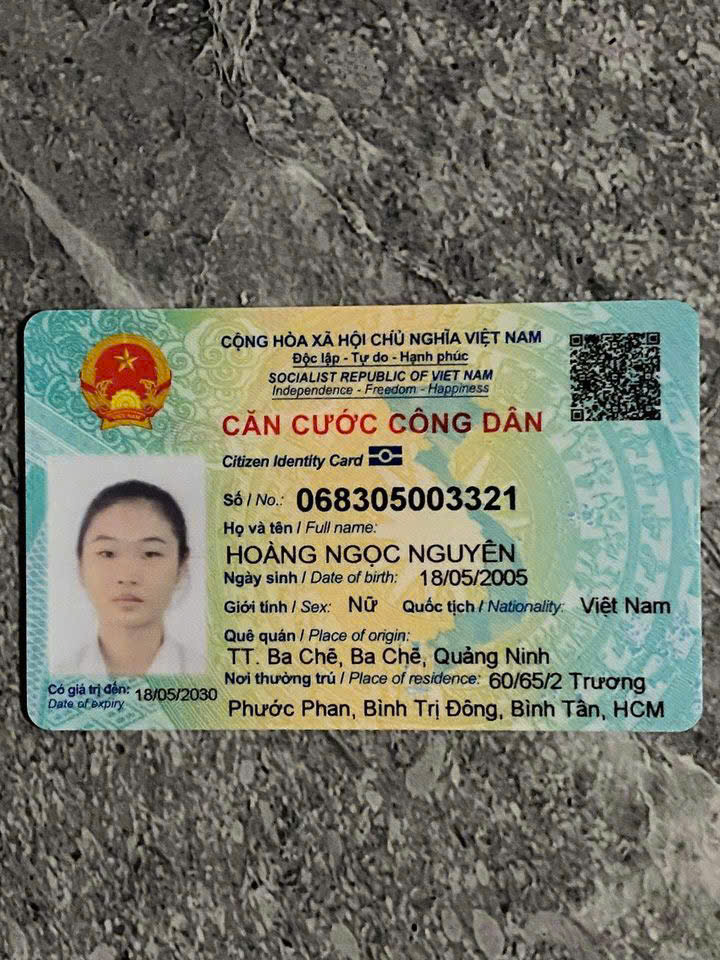 CỘNG HÒA XÃ HỘI CHỦ NGHĨA VIỆT NAM
Độc lập - Tự do - Hạnh phúc
SOCIALIST REPUBLIC OF VIET NAM
Independence - Freedom - Happiness
CĂN CƯỚC CÔNG DÂN
Citizen Identity Card
Số / No.: 068305003321
Họ và tên / Full name:
HOÀNG NGỌC NGUYÊN
Ngày sinh / Date of birth: 18/05/2005
Giới tính / Sex: Nữ Quốc tịch / Nationality: Việt Nam
Quê quán / Place of origin:
TT. Ba Chẽ, Ba Chẽ, Quảng Ninh
Nơi thường trú / Place of residence: 60/65/2 Trương
Phước Phan, Bình Trị Đông, Bình Tân, HCM
Có giá trị đến: 18/05/2030
Date of expiry